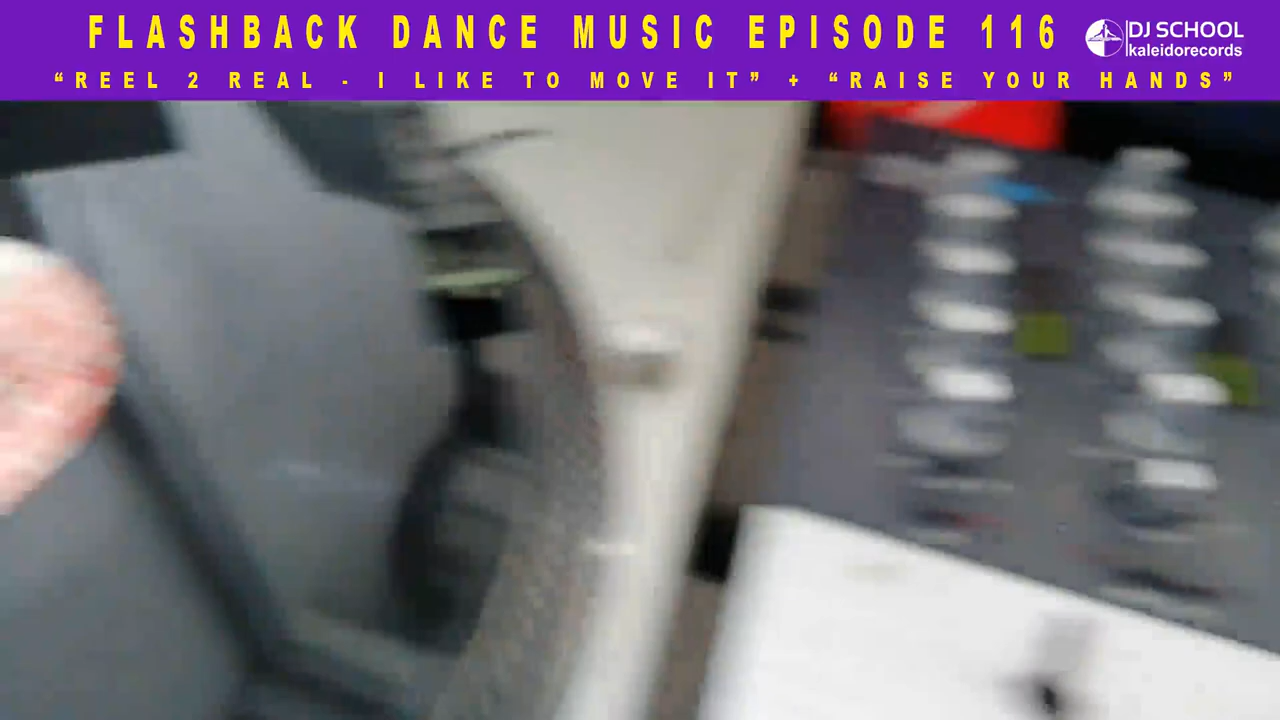 FLASHBACK DANCE MUSIC EPISODE 116
DJ SCHOOL
kaleidorecords
“REEL 2 REAL - I LIKE TO MOVE IT” + “RAISE YOUR HANDS”